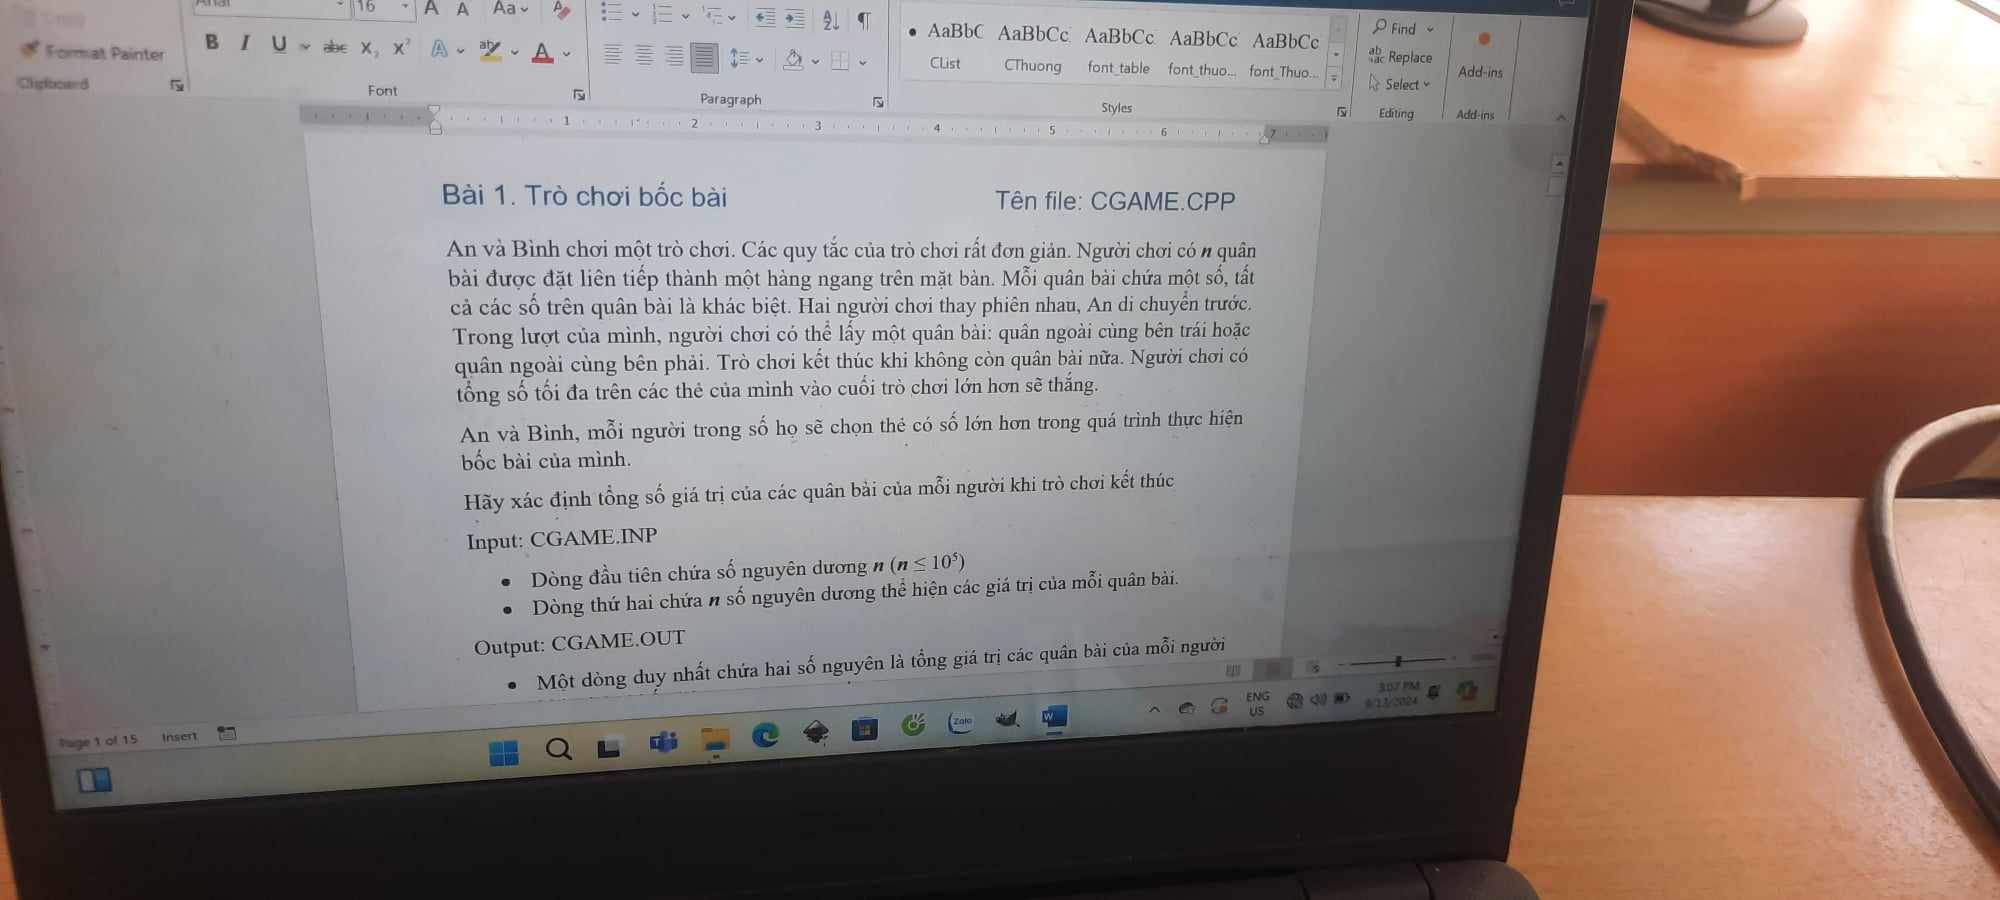 16 A A Aa A
Format Painter B I U abc X₂ X² A ab A
Clipboard Font Paragraph Styles Editing Add-ins
AaBbC AaBbCc AaBbCc AaBbCc AaBbCc
CList CThuong font_table font_thuo... font_Thuo...
Find
Replace
Select
Add-ins
1 2 3 4 5 6 7
Bài 1. Trò chơi bốc bài Tên file: CGAME.CPP
An và Bình chơi một trò chơi. Các quy tắc của trò chơi rất đơn giản. Người chơi có n quân
bài được đặt liên tiếp thành một hàng ngang trên mặt bàn. Mỗi quân bài chứa một số, tất
cả các số trên quân bài là khác biệt. Hai người chơi thay phiên nhau, An di chuyển trước.
Trong lượt của mình, người chơi có thể lấy một quân bài: quân ngoài cùng bên trái hoặc
quân ngoài cùng bên phải. Trò chơi kết thúc khi không còn quân bài nữa. Người chơi có
tổng số tối đa trên các thẻ của mình vào cuối trò chơi lớn hơn sẽ thắng.
An và Bình, mỗi người trong số họ sẽ chọn thẻ có số lớn hơn trong quá trình thực hiện
bốc bài của mình.
Hãy xác định tổng số giá trị của các quân bài của mỗi người khi trò chơi kết thúc
Input: CGAME.INP
• Dòng đầu tiên chứa số nguyên dương n (n ≤ 10⁵)
• Dòng thứ hai chứa n số nguyên dương thể hiện các giá trị của mỗi quân bài.
Output: CGAME.OUT
• Một dòng duy nhất chứa hai số nguyên là tổng giá trị các quân bài của mỗi người
Page 1 of 15 Insert
Zalo
ENG
US
3:07 PM